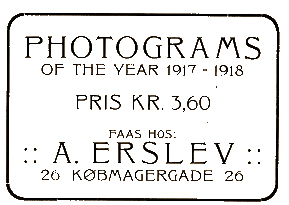 PHOTOGRAMS
OF THE YEAR 1917 - 1918
PRIS KR. 3,60
FAAS HOS:
:: A. ERSLEV ::
26 KØBMAGERGADE 26